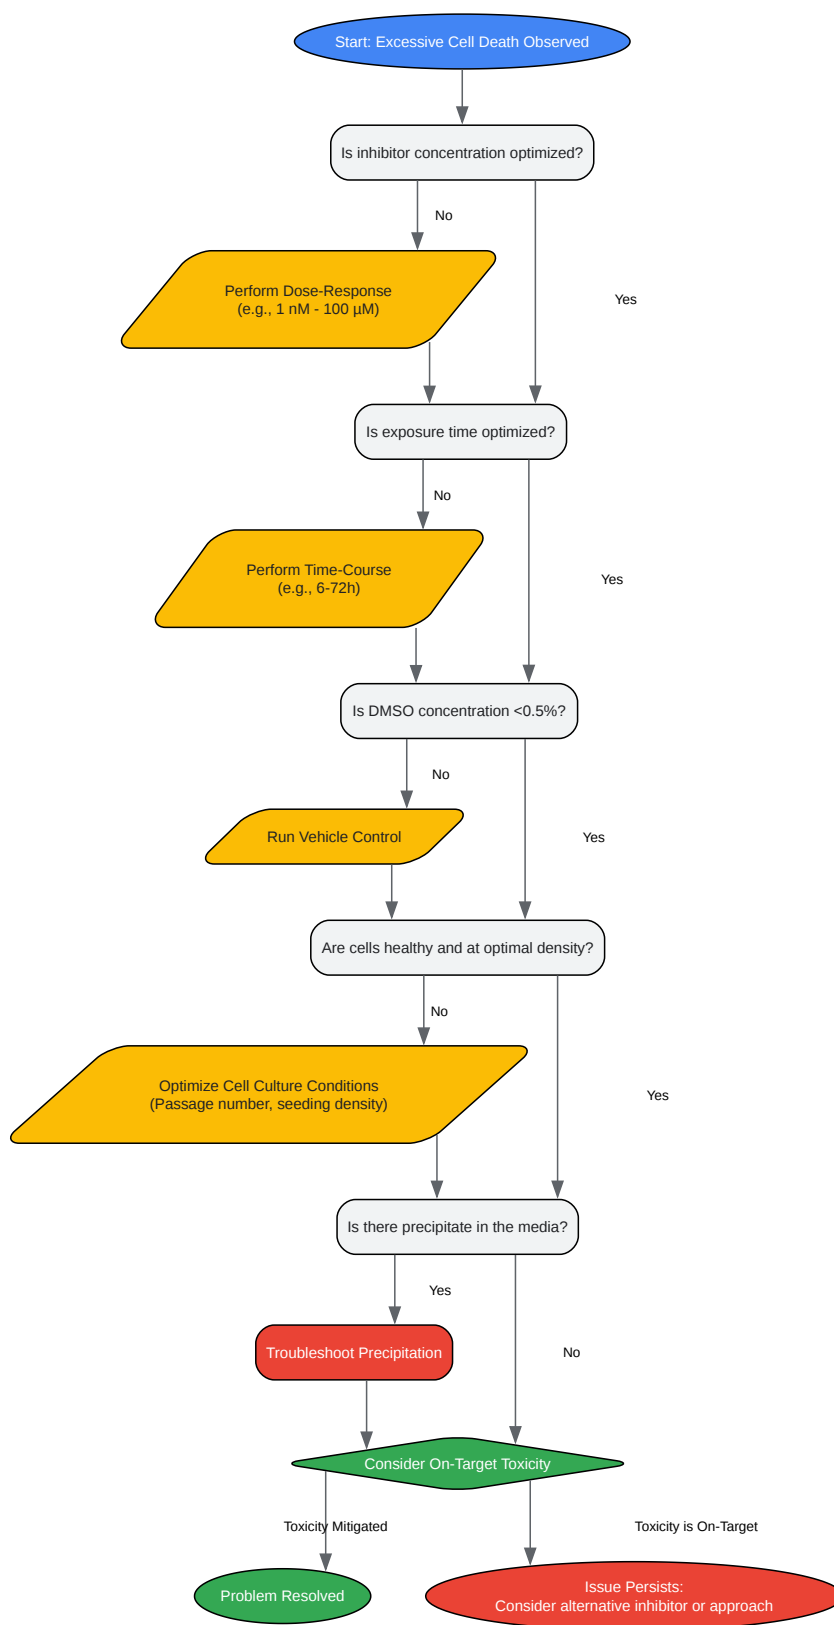 Start: Excessive Cell Death Observed
Is inhibitor concentration optimized?
No
Perform Dose-Response
(e.g., 1 nM - 100 µM)
Yes
Is exposure time optimized?
No
Perform Time-Course
(e.g., 6-72h)
Yes
Is DMSO concentration <0.5%?
No
Run Vehicle Control
Yes
Are cells healthy and at optimal density?
No
Optimize Cell Culture Conditions
(Passage number, seeding density)
Yes
Is there precipitate in the media?
Yes
Troubleshoot Precipitation
No
Consider On-Target Toxicity
Toxicity Mitigated
Toxicity is On-Target
Problem Resolved
Issue Persists:
Consider alternative inhibitor or approach